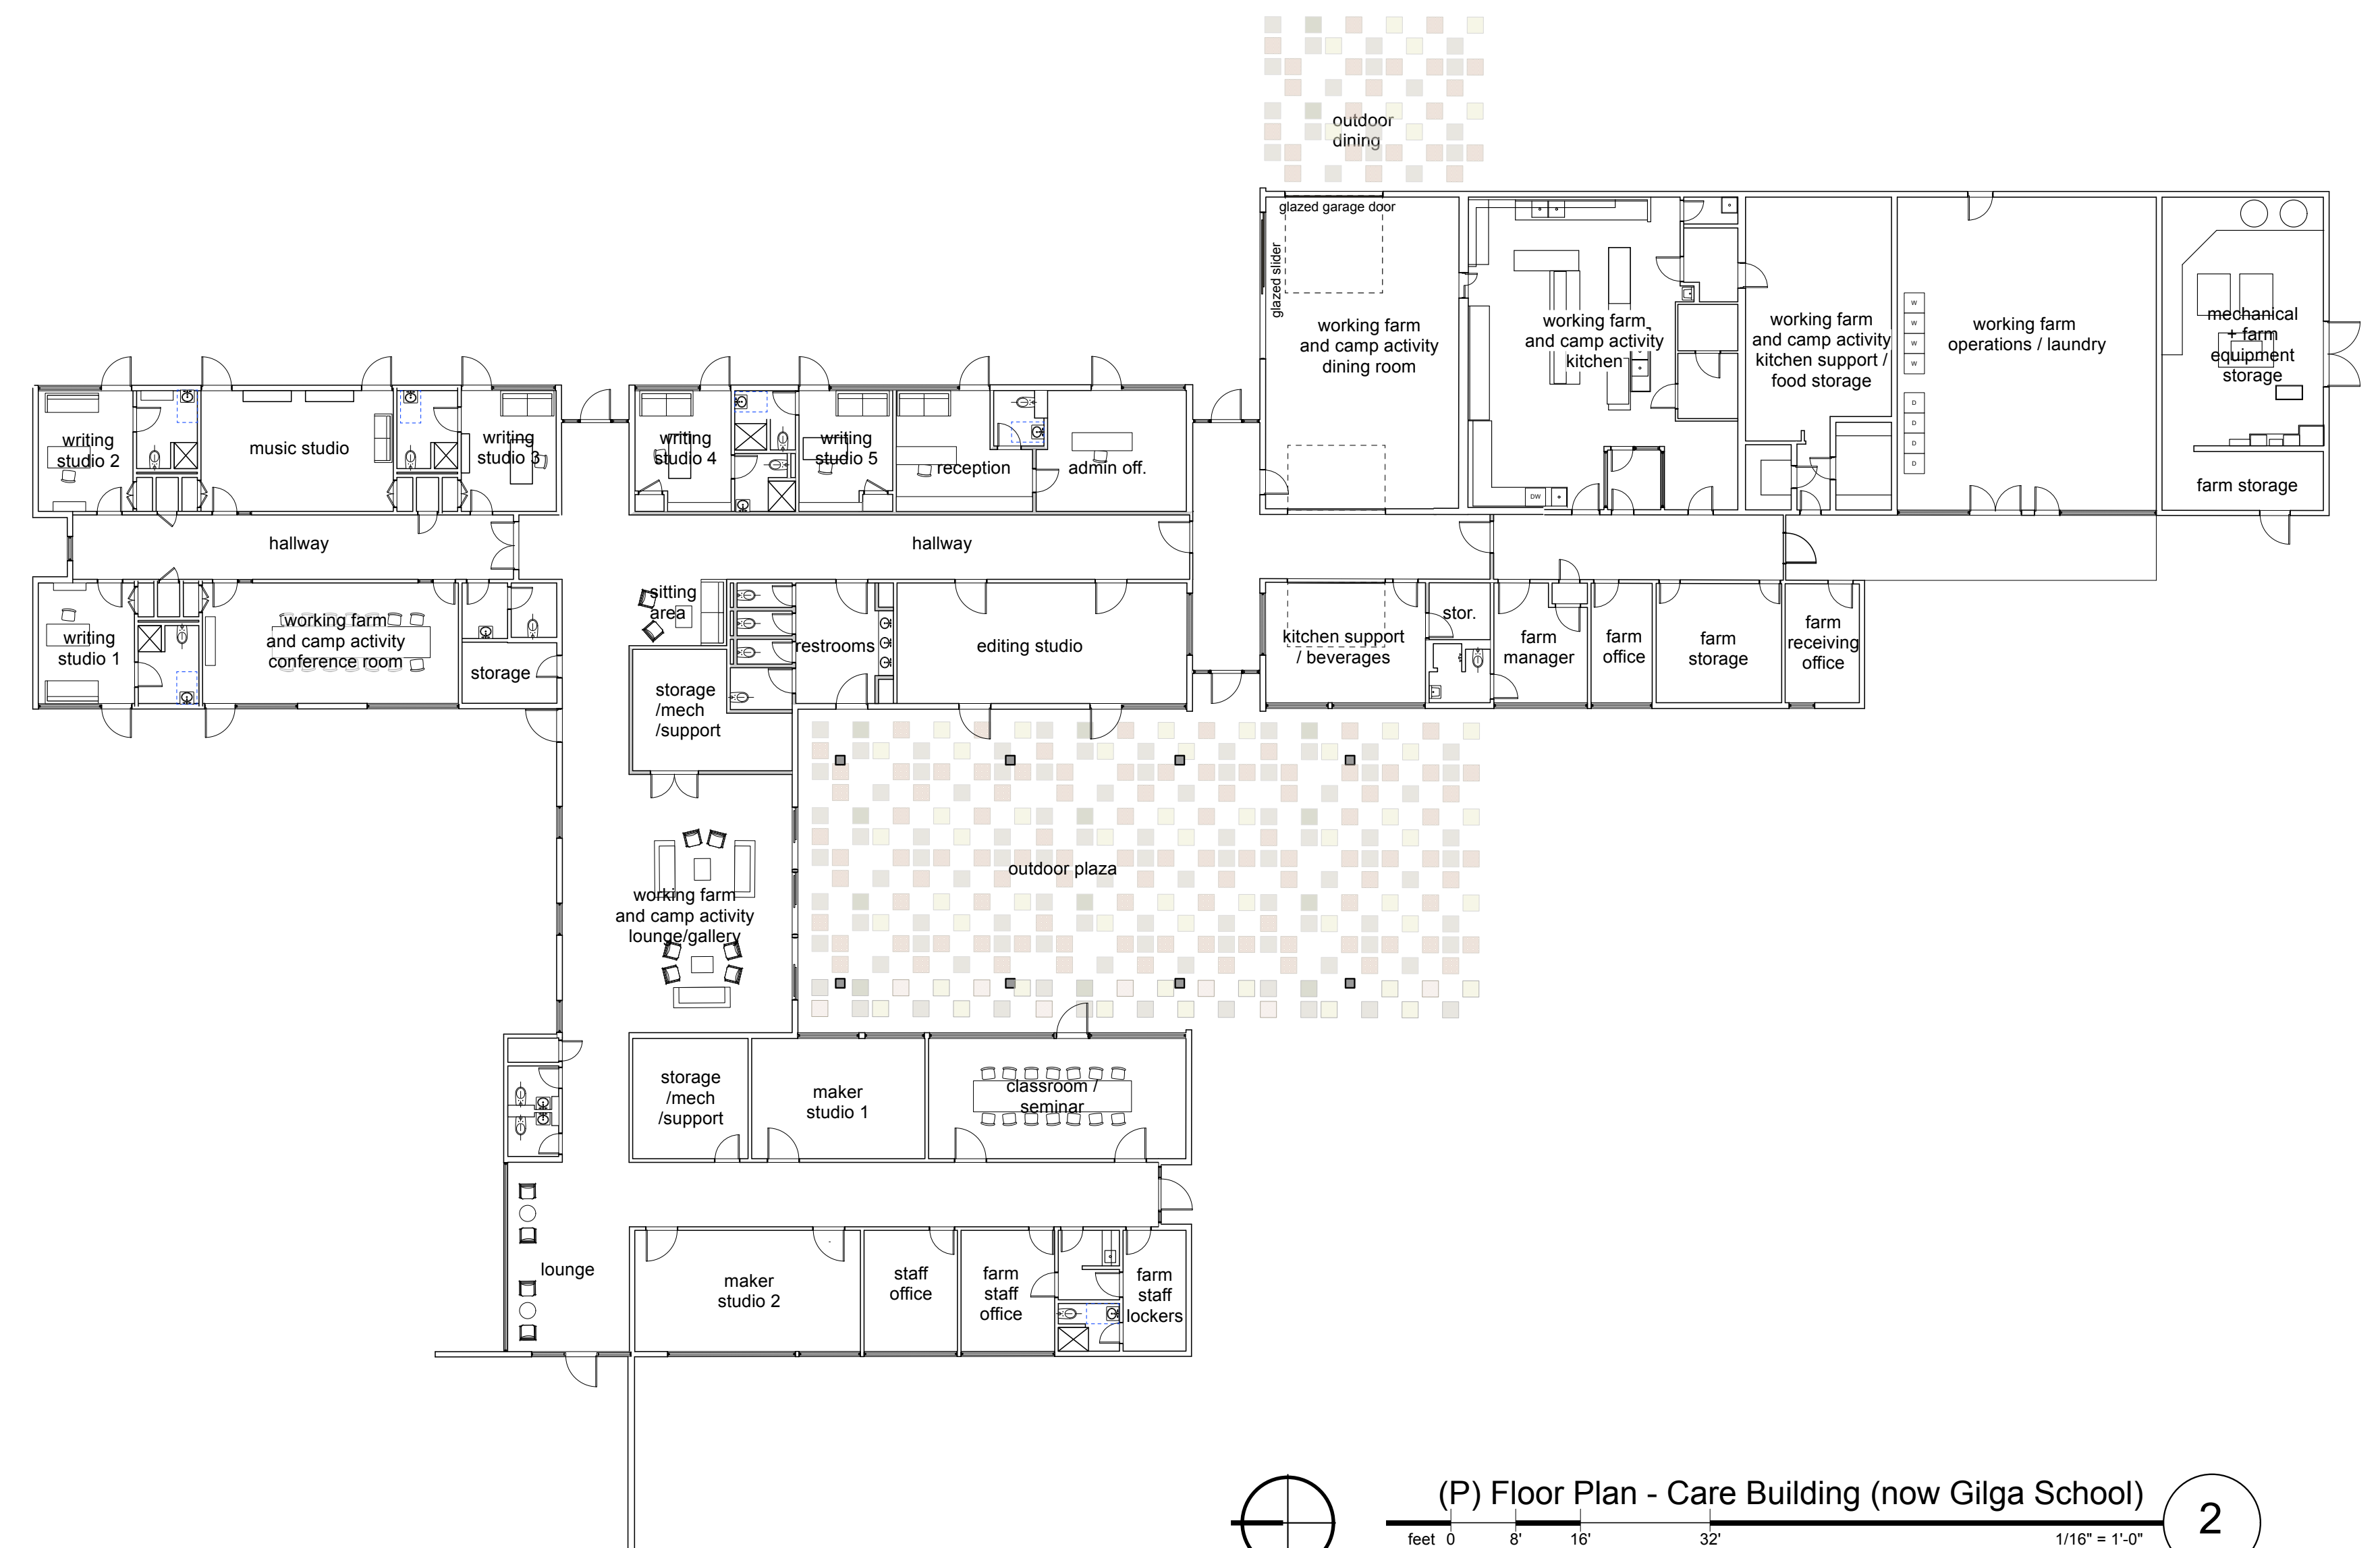 outdoor
dining
glazed garage door
glazed slider
working farm
and camp activity
dining room
working farm
and camp activity
kitchen
working farm
and camp activity
kitchen support /
food storage
W
W
W
W
D
D
D
D
working farm
operations / laundry
mechanical
+ farm
equipment
storage
farm storage
DW
writing
studio 2
music studio
writing
studio 3
writing
studio 4
writing
studio 5
reception
admin off.
hallway
hallway
writing
studio 1
working farm
and camp activity
conference room
storage
sitting
area
restrooms
editing studio
storage
/mech
/support
kitchen support
/ beverages
stor.
farm
manager
farm
office
farm
storage
farm
receiving
office
outdoor plaza
working farm
and camp activity
lounge/gallery
storage
/mech
/support
maker
studio 1
classroom /
seminar
lounge
maker
studio 2
staff
office
farm
staff
office
farm
staff
lockers
(P) Floor Plan - Care Building (now Gilga School)
2
feet 0 8' 16' 32' 1/16" = 1'-0"